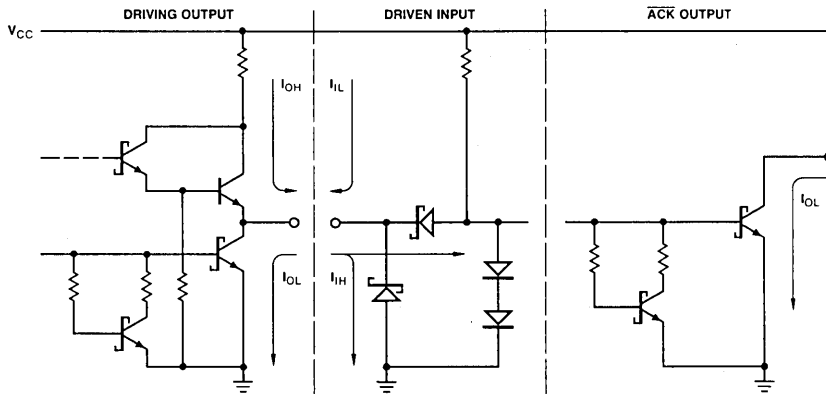 DRIVING OUTPUT
DRIVEN INPUT
ACK OUTPUT
VCC
IOH
IIL
IOL
IOL
IIH